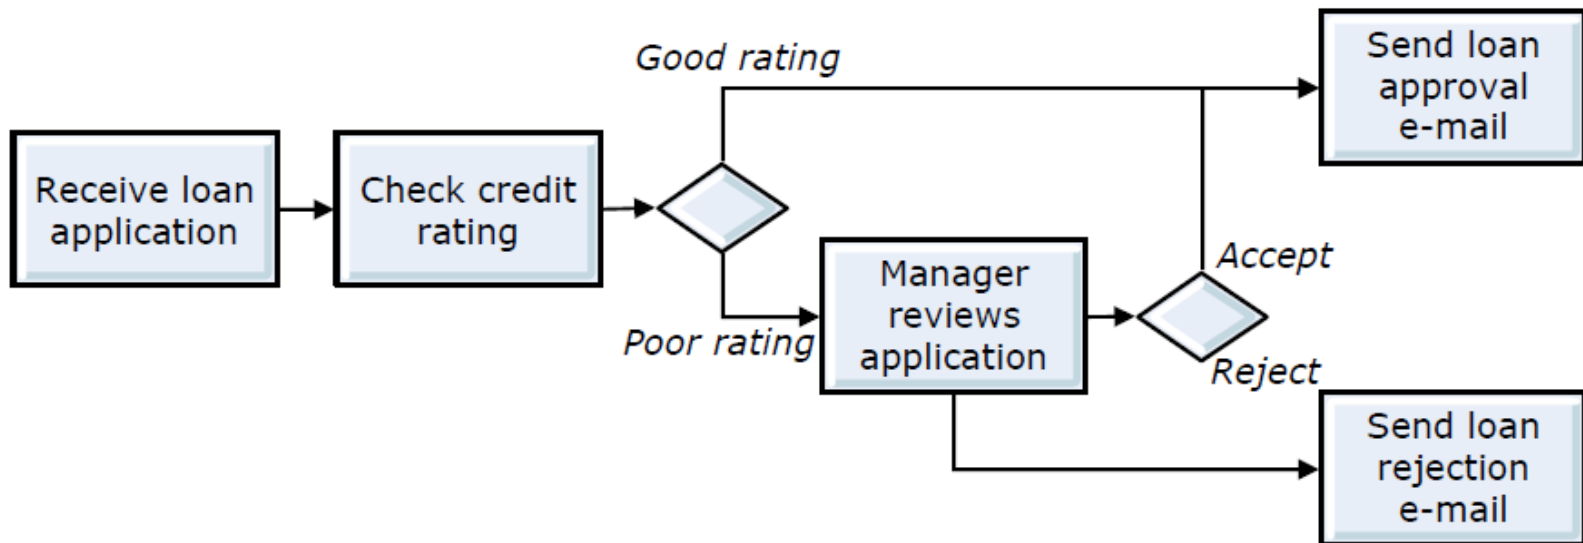 Receive loan
application
Check credit
rating
Good rating
Poor rating
Manager
reviews
application
Accept
Reject
Send loan
approval
e-mail
Send loan
rejection
e-mail